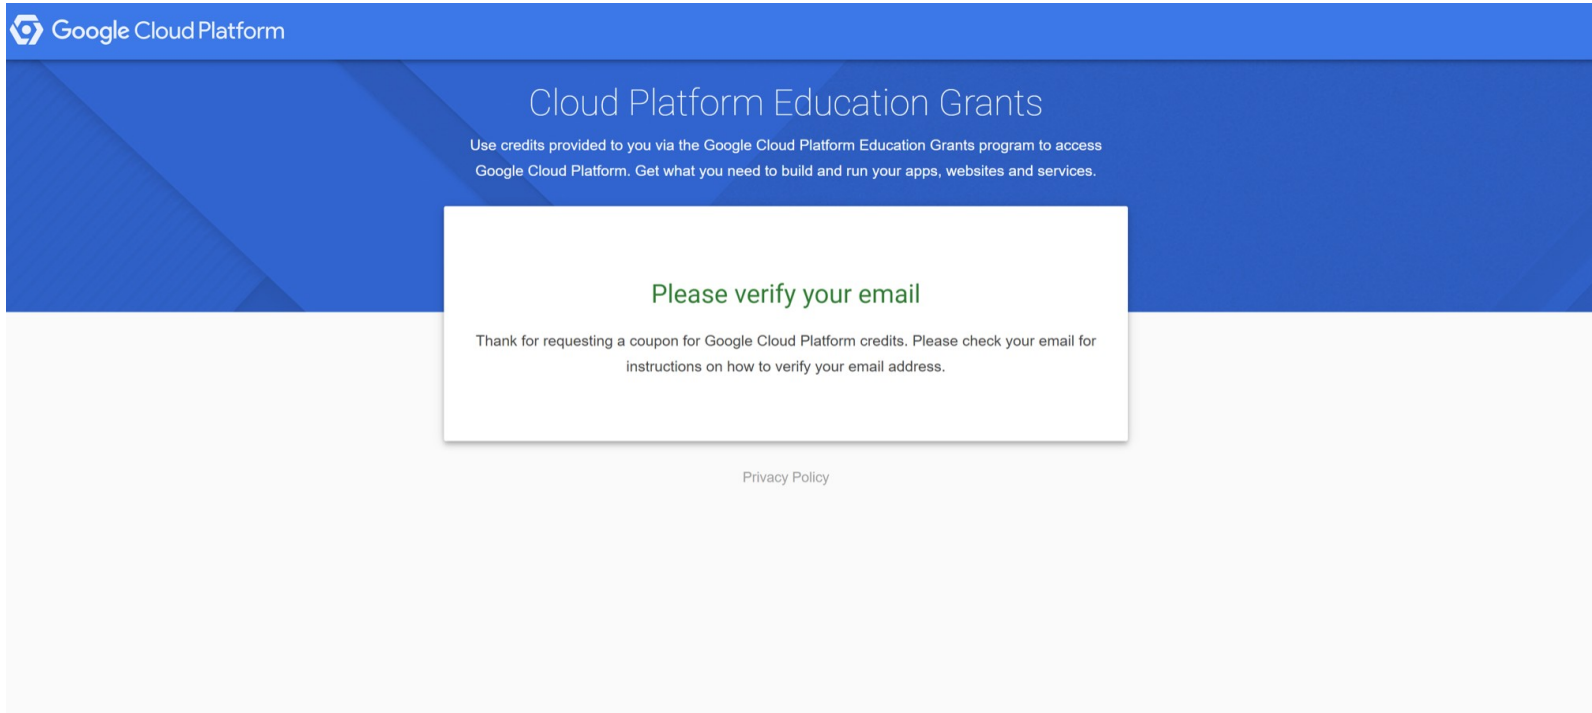 Google Cloud Platform
Cloud Platform Education Grants
Use credits provided to you via the Google Cloud Platform Education Grants program to access
Google Cloud Platform. Get what you need to build and run your apps, websites and services.
Please verify your email
Thank for requesting a coupon for Google Cloud Platform credits. Please check your email for
instructions on how to verify your email address.
Privacy Policy